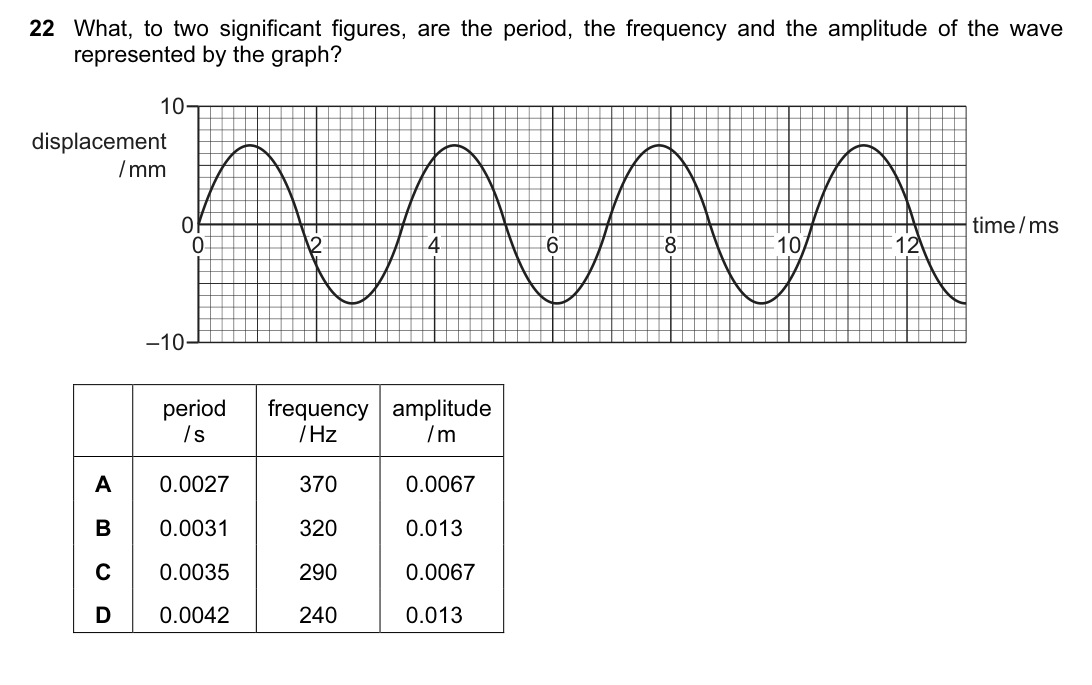 22 What, to two significant figures, are the period, the frequency and the amplitude of the wave
represented by the graph?
10
displacement
/ mm
0
0 2 4 6 8 10 12
time / ms
–10
period frequency amplitude
/ s / Hz / m
A 0.0027 370 0.0067
B 0.0031 320 0.013
C 0.0035 290 0.0067
D 0.0042 240 0.013